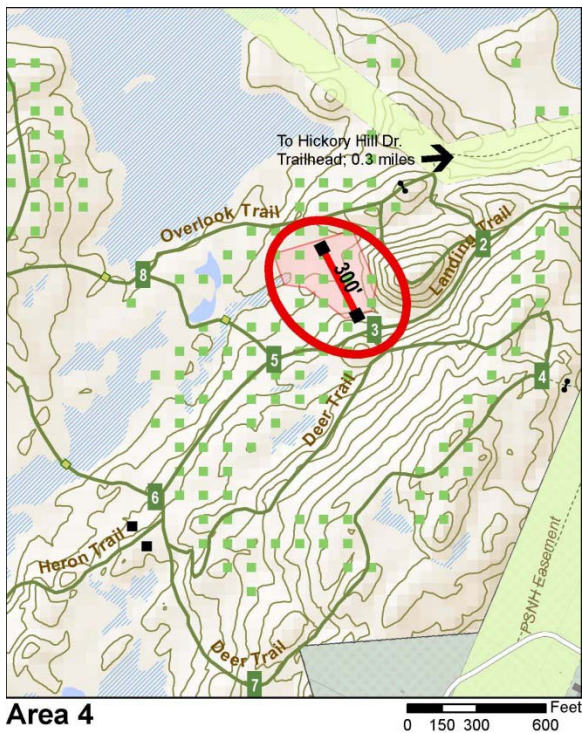 To Hickory Hill Dr.
Trailhead; 0.3 miles
Overlook Trail
Landing Trail
2
8
300'
3
5
4
Deer Trail
6
Heron Trail
PSNH Easement
Deer Trail
7
Area 4
Feet
0 150 300 600